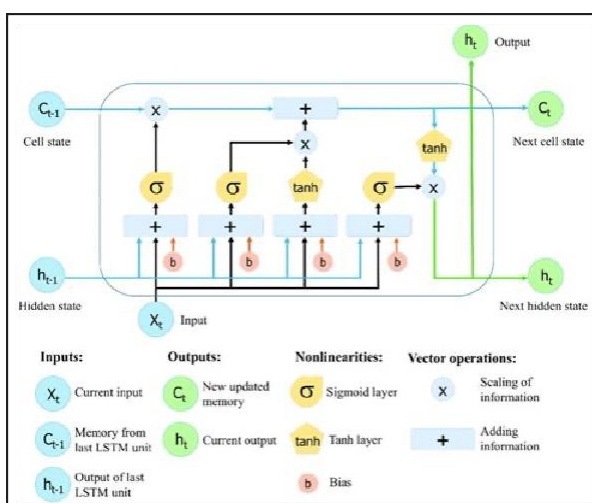 hₜ Output
Cₜ₋₁ x + Cₜ
Cell state Next cell state
x tanh
σ σ tanh σ x
+ + + +
b b b b
hₜ₋₁ hₜ
Hidden state Next hidden state
Xₜ Input
Inputs: Outputs: Nonlinearities: Vector operations:
Xₜ Current input
Cₜ New updated
memory
σ Sigmoid layer
x Scaling of
information
Cₜ₋₁ Memory from
last LSTM unit
hₜ Current output
tanh Tanh layer
+ Adding
information
hₜ₋₁ Output of last
LSTM unit
b Bias